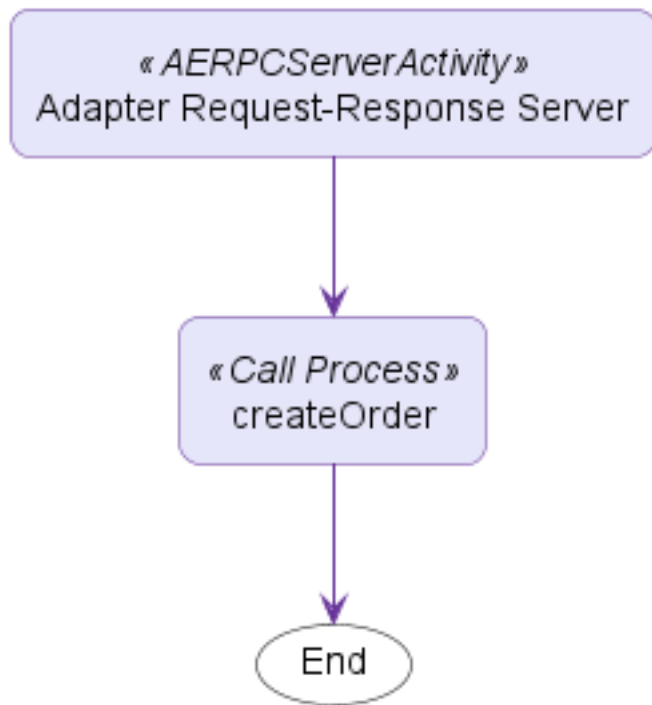 «AERPCServerActivity»
Adapter Request-Response Server
«Call Process»
createOrder
End